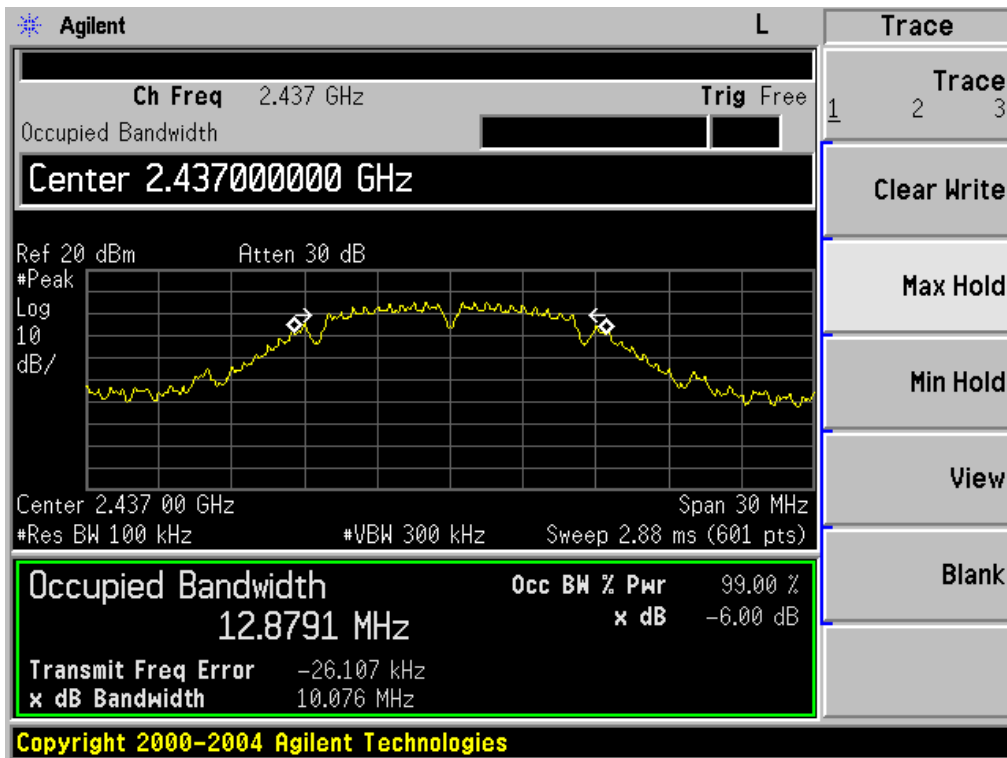 Agilent L Trace
Ch Freq 2.437 GHz Trig Free
Occupied Bandwidth
Center 2.437000000 GHz
Ref 20 dBm Atten 30 dB
#Peak
Log
10
dB/
Center 2.437 00 GHz Span 30 MHz
#Res BW 100 kHz #VBW 300 kHz Sweep 2.88 ms (601 pts)
Occupied Bandwidth Occ BW % Pwr 99.00 %
12.8791 MHz x dB -6.00 dB
Transmit Freq Error -26.107 kHz
x dB Bandwidth 10.076 MHz
Copyright 2000-2004 Agilent Technologies
Trace
1 2 3
Clear Write
Max Hold
Min Hold
View
Blank